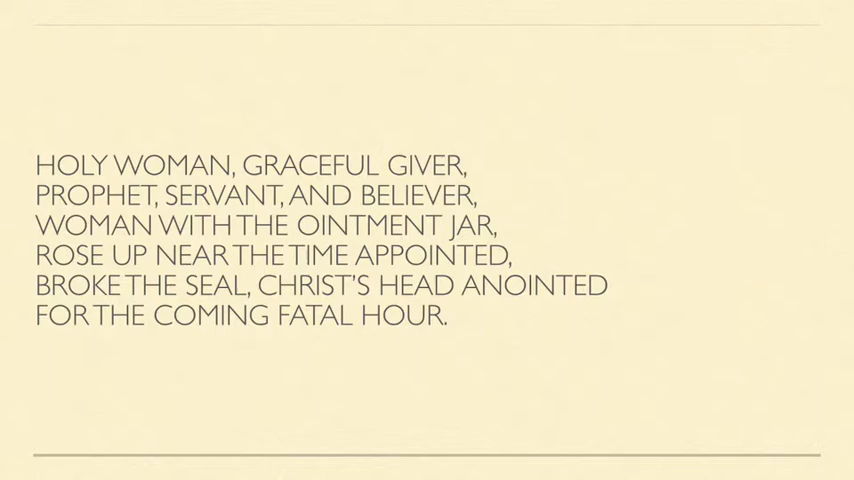 HOLY WOMAN, GRACEFUL GIVER,
PROPHET, SERVANT, AND BELIEVER,
WOMAN WITH THE OINTMENT JAR,
ROSE UP NEAR THE TIME APPOINTED,
BROKE THE SEAL, CHRIST’S HEAD ANOINTED
FOR THE COMING FATAL HOUR.